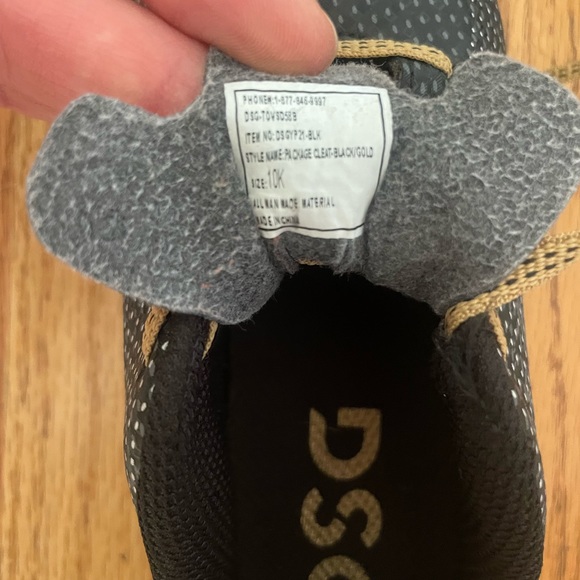 PHONE#:1-877-846-9997
DSG-TDVSD52B
ITEM NO: DSGYP21-BLK
STYLE NAME: PACKAGE CLEAT-BLACK/GOLD
SIZE: 10K
ALL MAN MADE MATERIAL
MADE IN CHINA
DSG